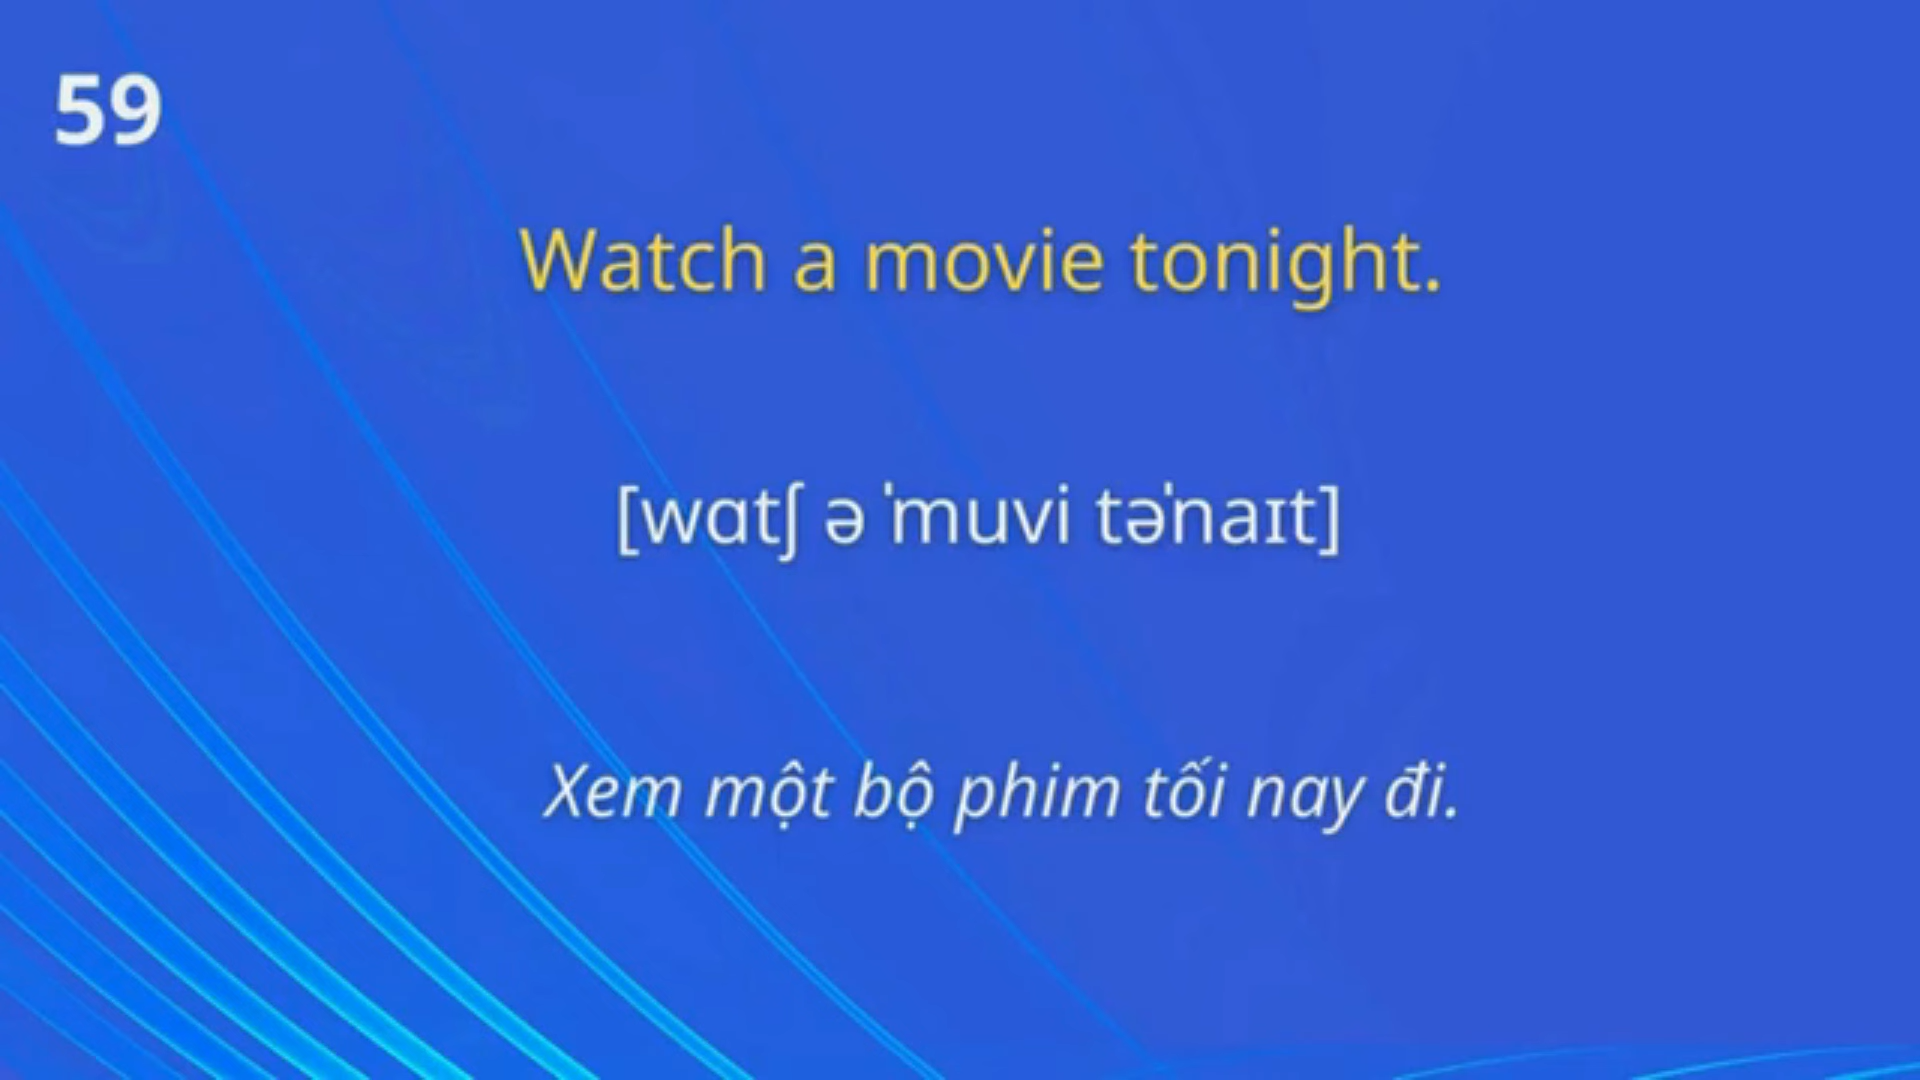 59
Watch a movie tonight.
[wɑtʃ ə ˈmuvi təˈnaɪt]
Xem một bộ phim tối nay đi.